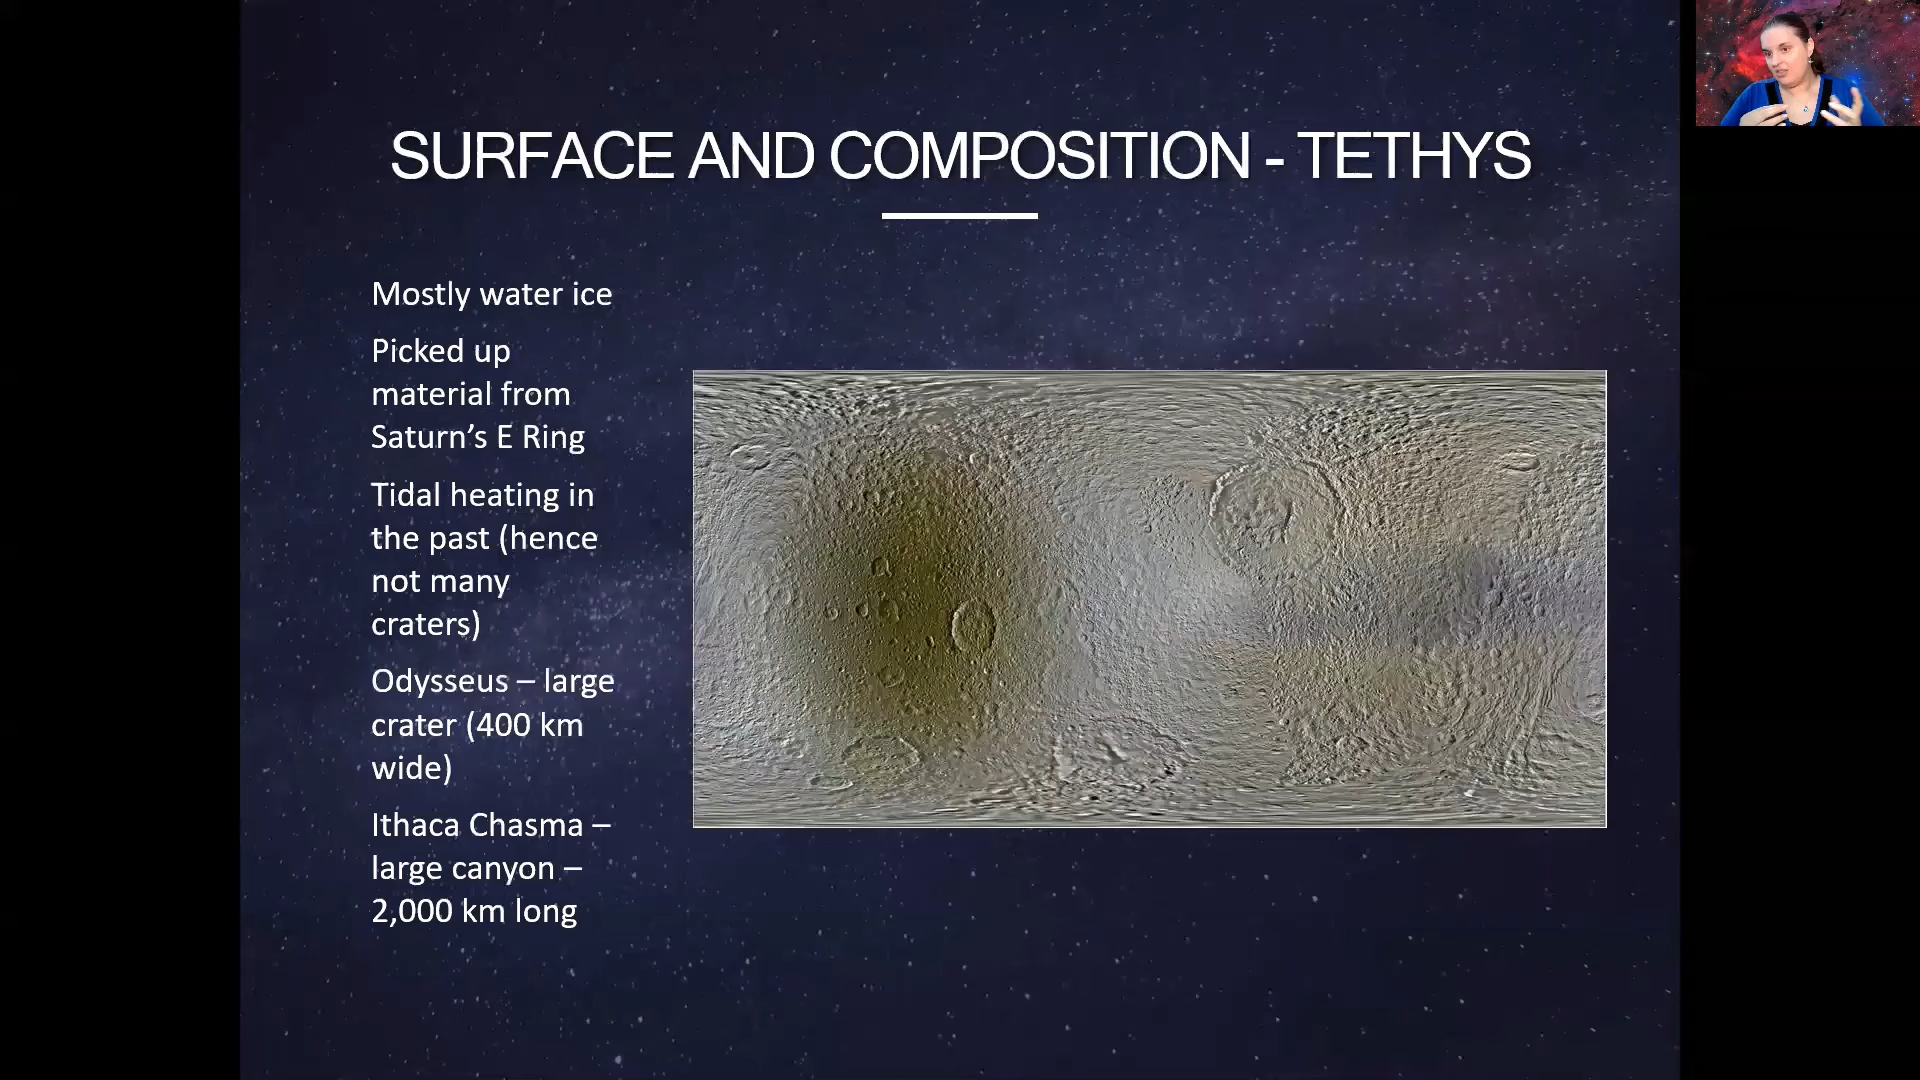 SURFACE AND COMPOSITION - TETHYS
Mostly water ice
Picked up
material from
Saturn’s E Ring
Tidal heating in
the past (hence
not many
craters)
Odysseus – large
crater (400 km
wide)
Ithaca Chasma –
large canyon –
2,000 km long